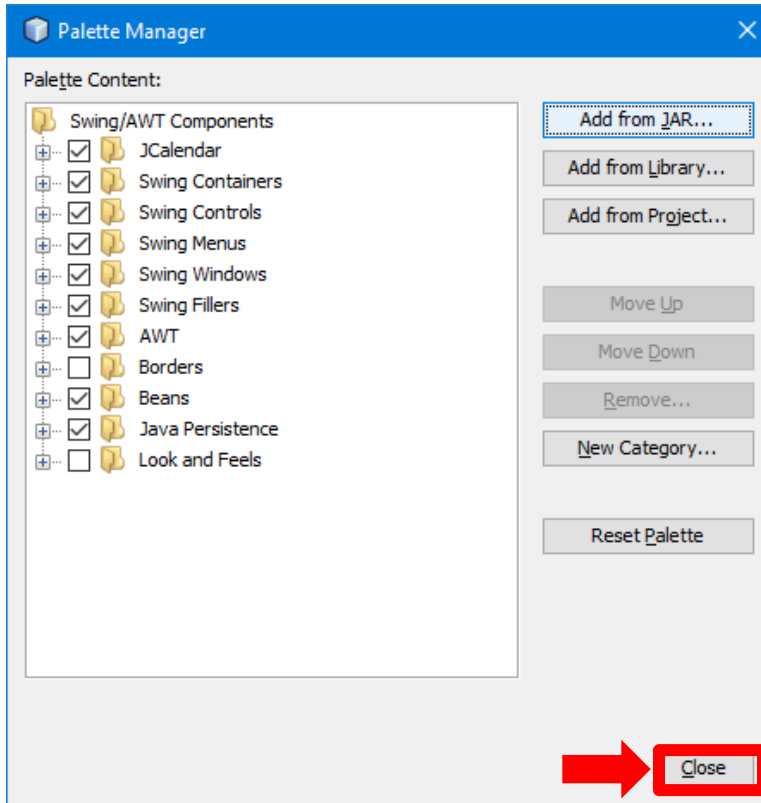 Palette Manager
Palette Content:
Swing/AWT Components
JCalendar
Swing Containers
Swing Controls
Swing Menus
Swing Windows
Swing Fillers
AWT
Borders
Beans
Java Persistence
Look and Feels
Add from JAR...
Add from Library...
Add from Project...
Move Up
Move Down
Remove...
New Category...
Reset Palette
Close